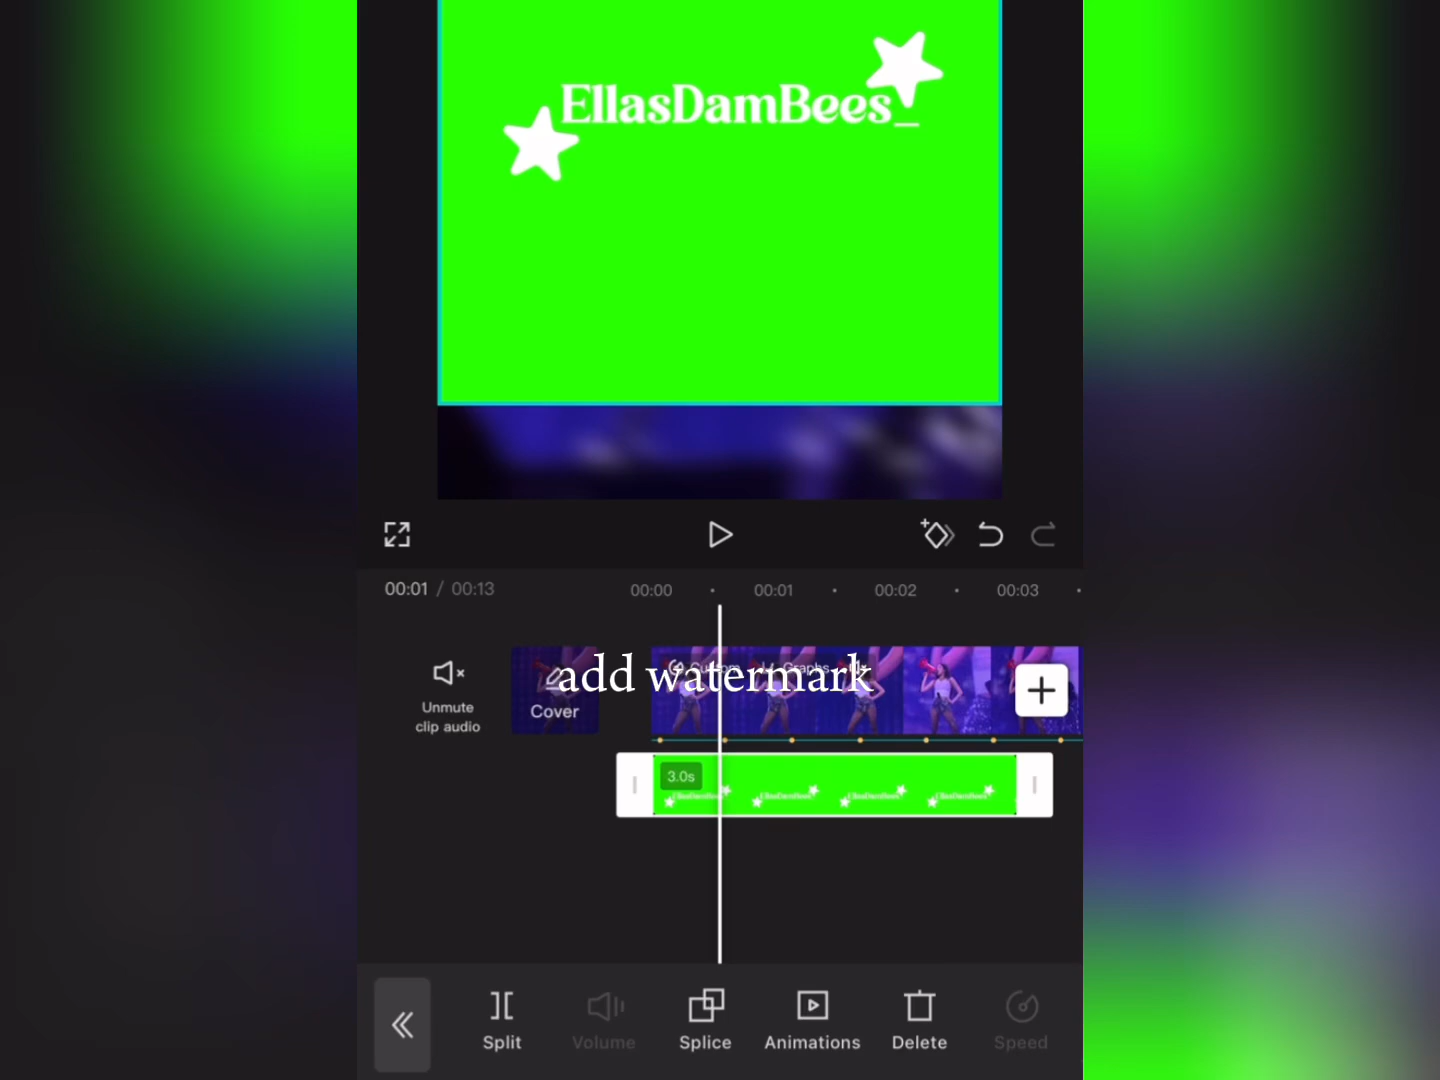 EllasDamBees_
00:01 / 00:13
00:00 00:01 00:02 00:03
Unmute
clip audio
Cover
add watermark
3.0s
Split
Volume
Splice
Animations
Delete
Speed